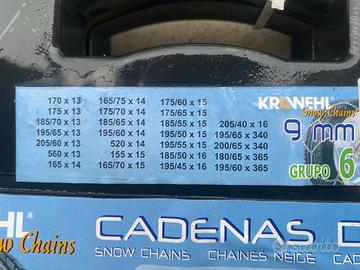 170 x 13 165/75 x 14 175/60 x 15
175 x 13 175/70 x 14 175/65 x 15
185/70 x 13 185/65 x 14 185/55 x 15 205/40 x 16
195/65 x 13 195/60 x 14 195/50 x 15 195/65 x 340
205/60 x 13 520 x 14 195/55 x 15 200/65 x 340
560 x 13 155 x 15 185/50 x 16 180/65 x 365
165 x 14 165/70 x 15 195/45 x 16 195/60 x 365
KRAWEHL
Snow Chains
9 mm
GRUPO 6
HL®
Snow Chains
CADENAS D
SNOW CHAINS CHAINES NEIGE CA
subito